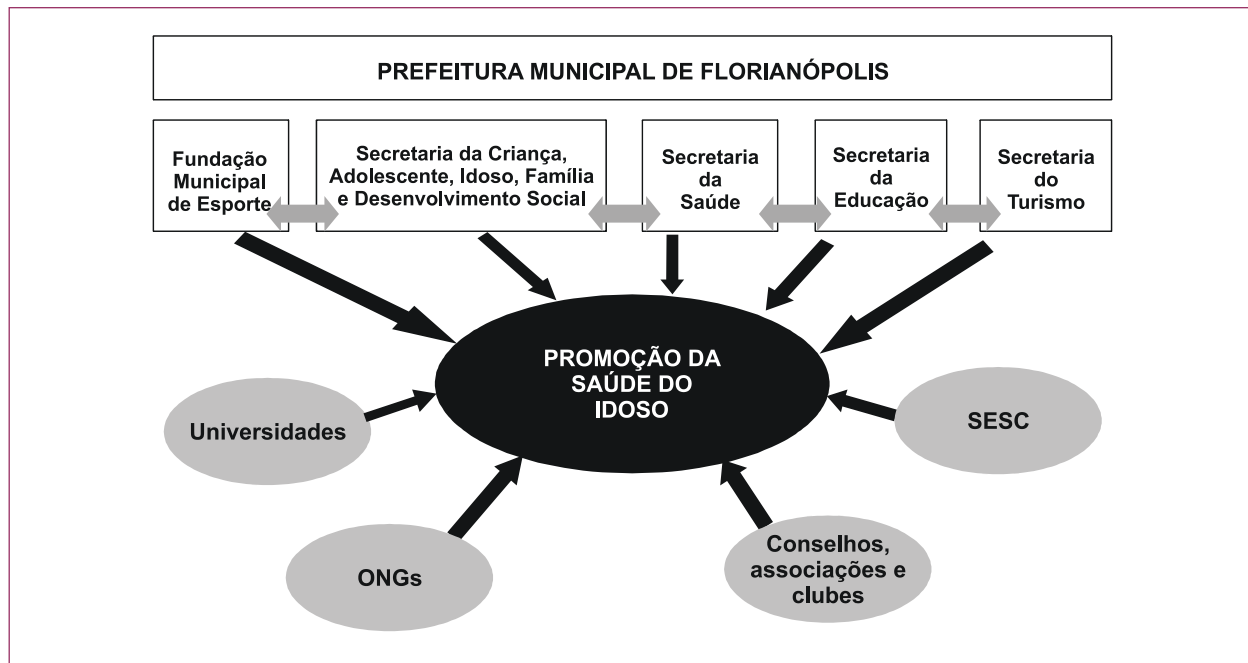 PREFEITURA MUNICIPAL DE FLORIANÓPOLIS
Fundação
Municipal
de Esporte
Secretaria da Criança,
Adolescente, Idoso, Família
e Desenvolvimento Social
Secretaria
da
Saúde
Secretaria
da
Educação
Secretaria
do
Turismo
PROMOÇÃO DA
SAÚDE DO
IDOSO
Universidades
SESC
ONGs
Conselhos,
associações e
clubes